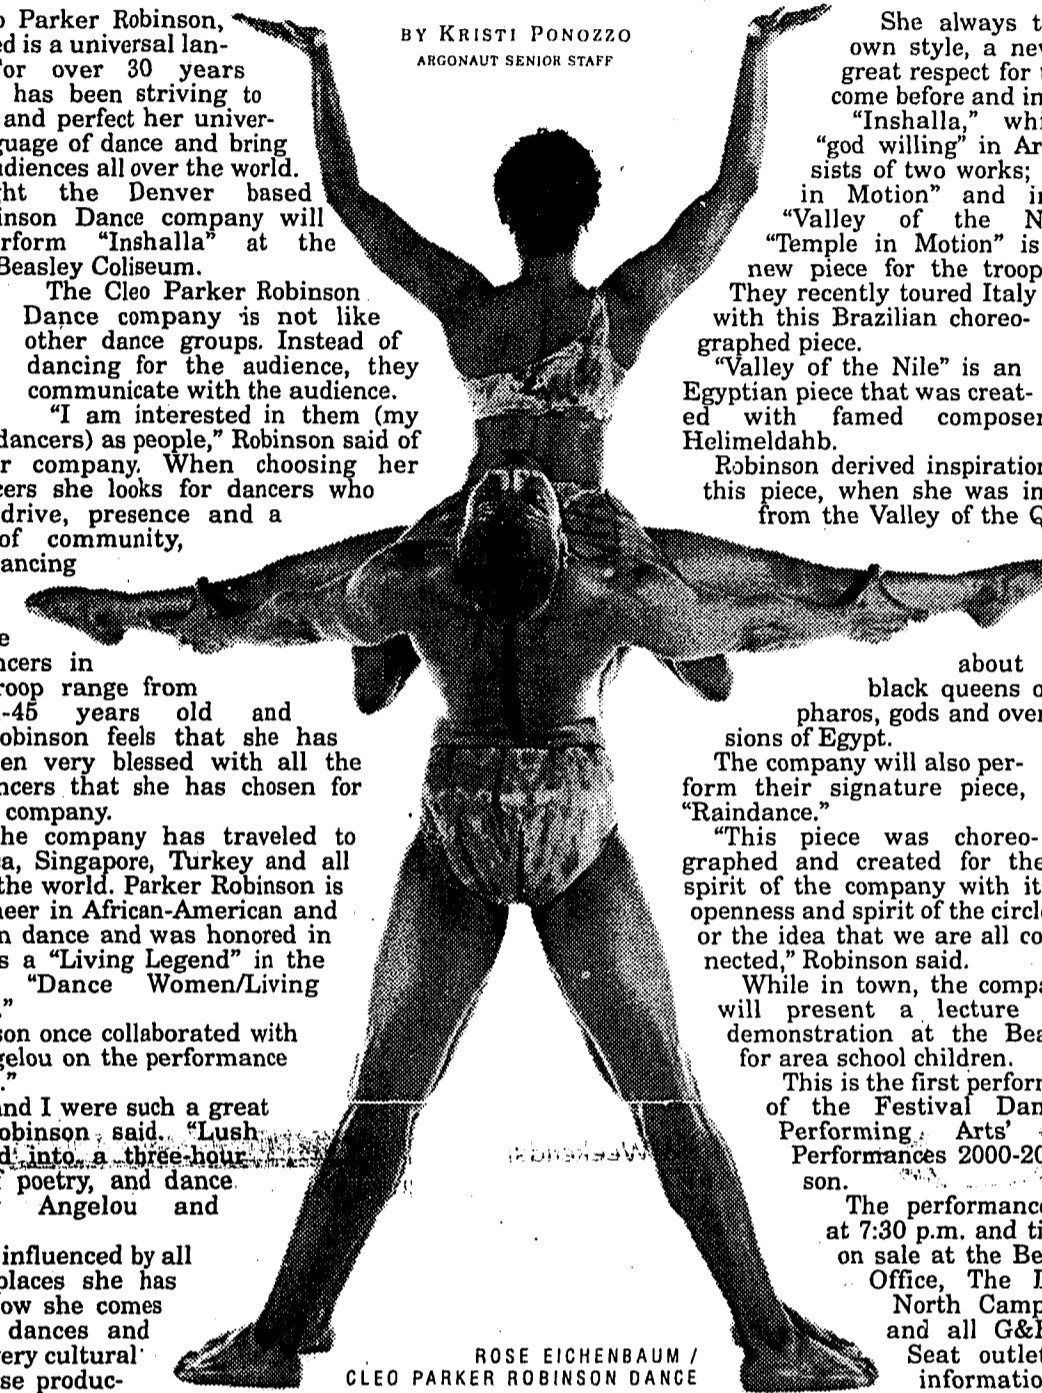 BY KRISTI PONOZZO
ARGONAUT SENIOR STAFF
o Parker Robinson,
ed is a universal lan-
For over 30 years
has been striving to
and perfect her univer-
guage of dance and bring
udiences all over the world.
ght the Denver based
inson Dance company will
rform "Inshalla" at the
Beasley Coliseum.
The Cleo Parker Robinson
Dance company is not like
other dance groups. Instead of
dancing for the audience, they
communicate with the audience.
"I am interested in them (my
dancers) as people," Robinson said of
r company. When choosing her
cers she looks for dancers who
drive, presence and a
of community,
ancing
e
ncers in
roop range from
-45 years old and
obinson feels that she has
en very blessed with all the
ncers that she has chosen for
company.
he company has traveled to
a, Singapore, Turkey and all
the world. Parker Robinson is
neer in African-American and
n dance and was honored in
s a "Living Legend" in the
"Dance Women/Living
."
son once collaborated with
gelou on the performance
."
and I were such a great
obinson said. "Lush
d into a three-hour
f poetry, and dance
Angelou and
influenced by all
places she has
ow she comes
dances and
very cultural
se produc-
She always t
own style, a new
great respect for t
come before and in
"Inshalla," whi
"god willing" in Ar
sists of two works;
in Motion" and in
"Valley of the N
"Temple in Motion" is
new piece for the troop
They recently toured Italy
with this Brazilian choreo-
graphed piece.
"Valley of the Nile" is an
Egyptian piece that was creat-
ed with famed composer
Helimeldahb.
Robinson derived inspiration
this piece, when she was in
from the Valley of the Q
about
black queens o
pharos, gods and over
sions of Egypt.
The company will also per-
form their signature piece,
"Raindance."
"This piece was choreo-
graphed and created for the
spirit of the company with it
openness and spirit of the circle
or the idea that we are all co
nected," Robinson said.
While in town, the compa
will present a lecture
demonstration at the Bea
for area school children.
This is the first perform
of the Festival Dan
Performing Arts'
Performances 2000-20
son.
The performance
at 7:30 p.m. and ti
on sale at the Be
Office, The I
North Camp
and all G&
Seat outlet
informatio
ROSE EICHENBAUM /
CLEO PARKER ROBINSON DANCE